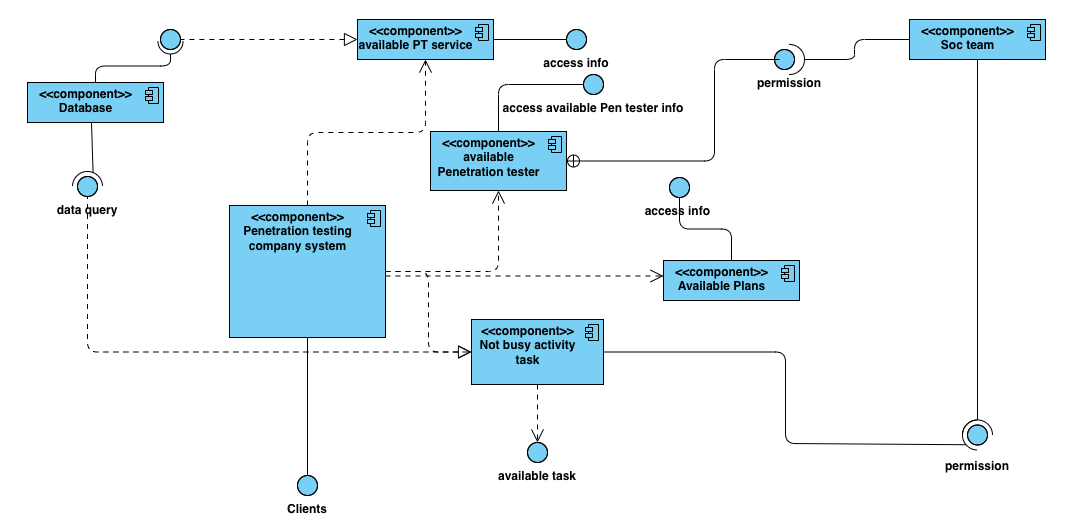 <<component>>
available PT service
<<component>>
Soc team
access info
permission
<<component>>
Database
access available Pen tester info
<<component>>
available
Penetration tester
data query
access info
<<component>>
Penetration testing
company system
<<component>>
Available Plans
<<component>>
Not busy activity
task
permission
available task
Clients